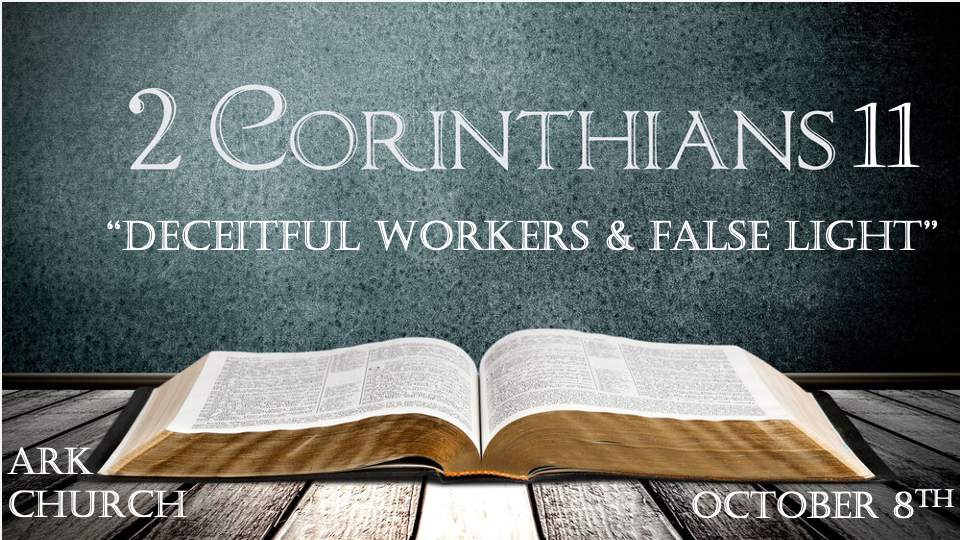 2 Corinthians 11
“Deceitful Workers & False Light”
Ark
Church
October 8th